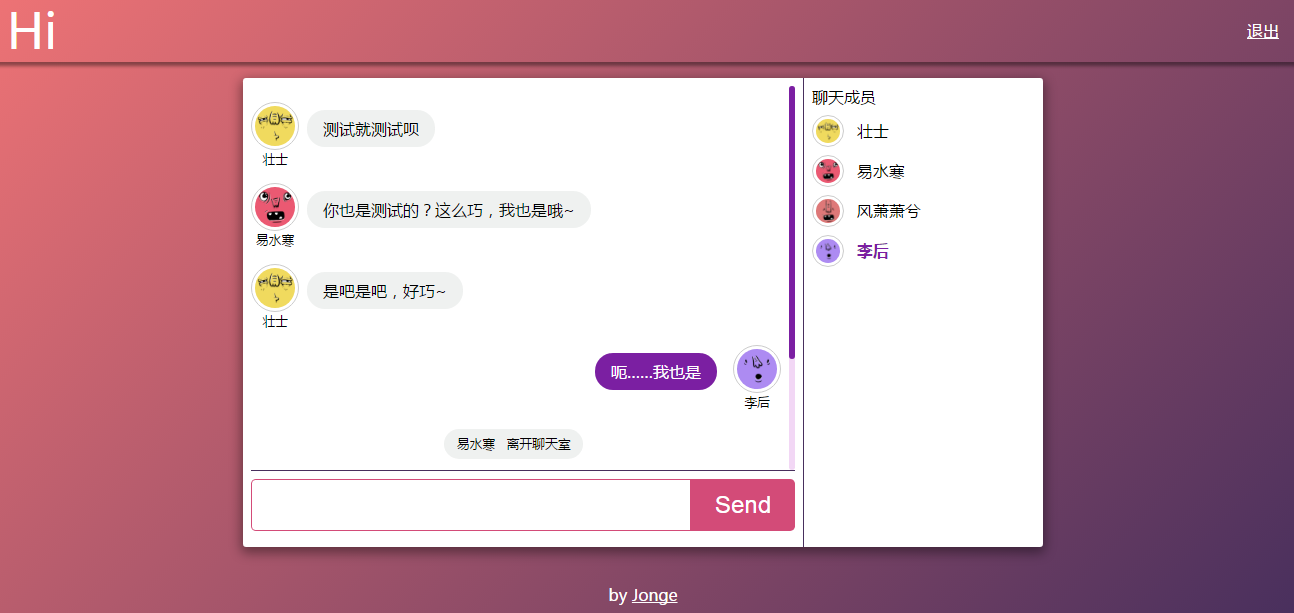 Hi
退出
测试就测试呗
壮士
你也是测试的？这么巧，我也是哦~
易水寒
是吧是吧，好巧~
壮士
呃……我也是
李后
易水寒 离开聊天室
Send
聊天成员
壮士
易水寒
风萧萧兮
李后
by Jonge